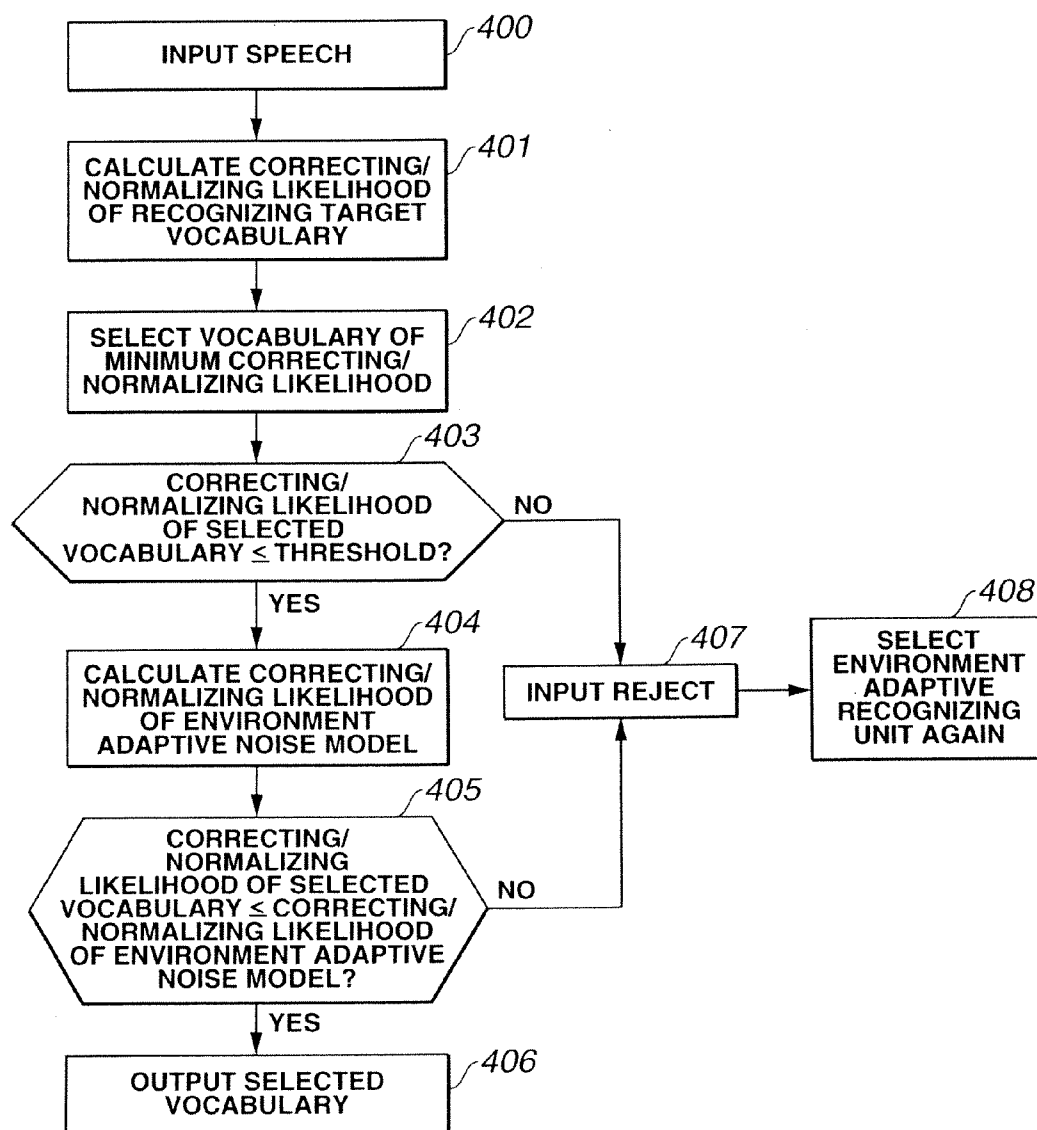 400
INPUT SPEECH
401
CALCULATE CORRECTING/
NORMALIZING LIKELIHOOD
OF RECOGNIZING TARGET
VOCABULARY
402
SELECT VOCABULARY OF
MINIMUM CORRECTING/
NORMALIZING LIKELIHOOD
403
CORRECTING/
NORMALIZING LIKELIHOOD
OF SELECTED
VOCABULARY ≤ THRESHOLD?
NO
YES
404
CALCULATE CORRECTING/
NORMALIZING LIKELIHOOD
OF ENVIRONMENT
ADAPTIVE NOISE MODEL
407
INPUT REJECT
408
SELECT
ENVIRONMENT
ADAPTIVE
RECOGNIZING
UNIT AGAIN
405
CORRECTING/
NORMALIZING
LIKELIHOOD OF SELECTED
VOCABULARY ≤ CORRECTING/
NORMALIZING LIKELIHOOD
OF ENVIRONMENT ADAPTIVE
NOISE MODEL?
NO
YES
406
OUTPUT SELECTED
VOCABULARY